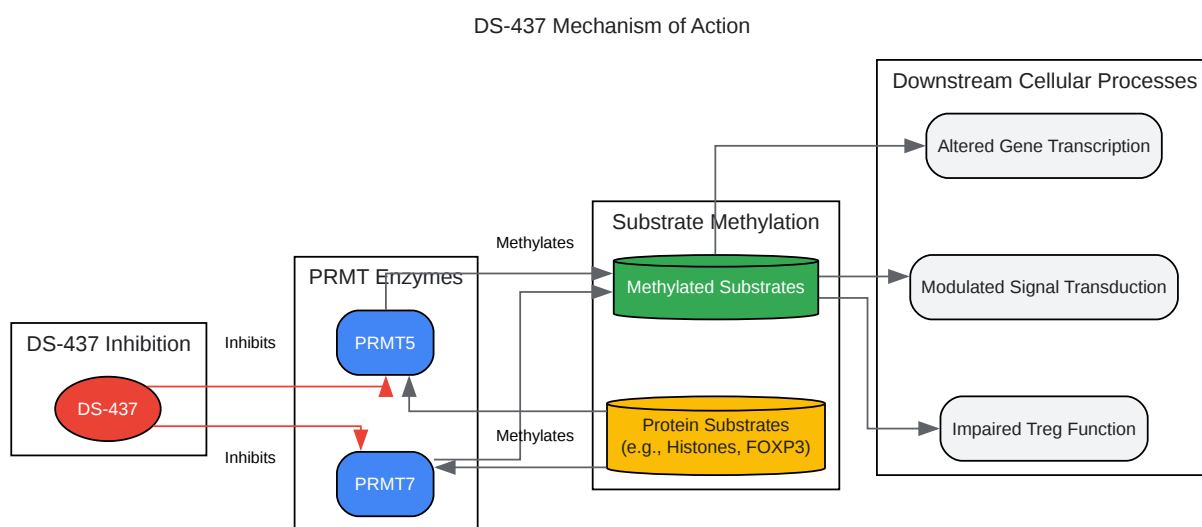 DS-437 Mechanism of Action
DS-437 Inhibition
DS-437
Inhibits
Inhibits
PRMT Enzymes
PRMT5
PRMT7
Methylates
Methylates
Substrate Methylation
Methylated Substrates
Protein Substrates
(e.g., Histones, FOXP3)
Downstream Cellular Processes
Altered Gene Transcription
Modulated Signal Transduction
Impaired Treg Function